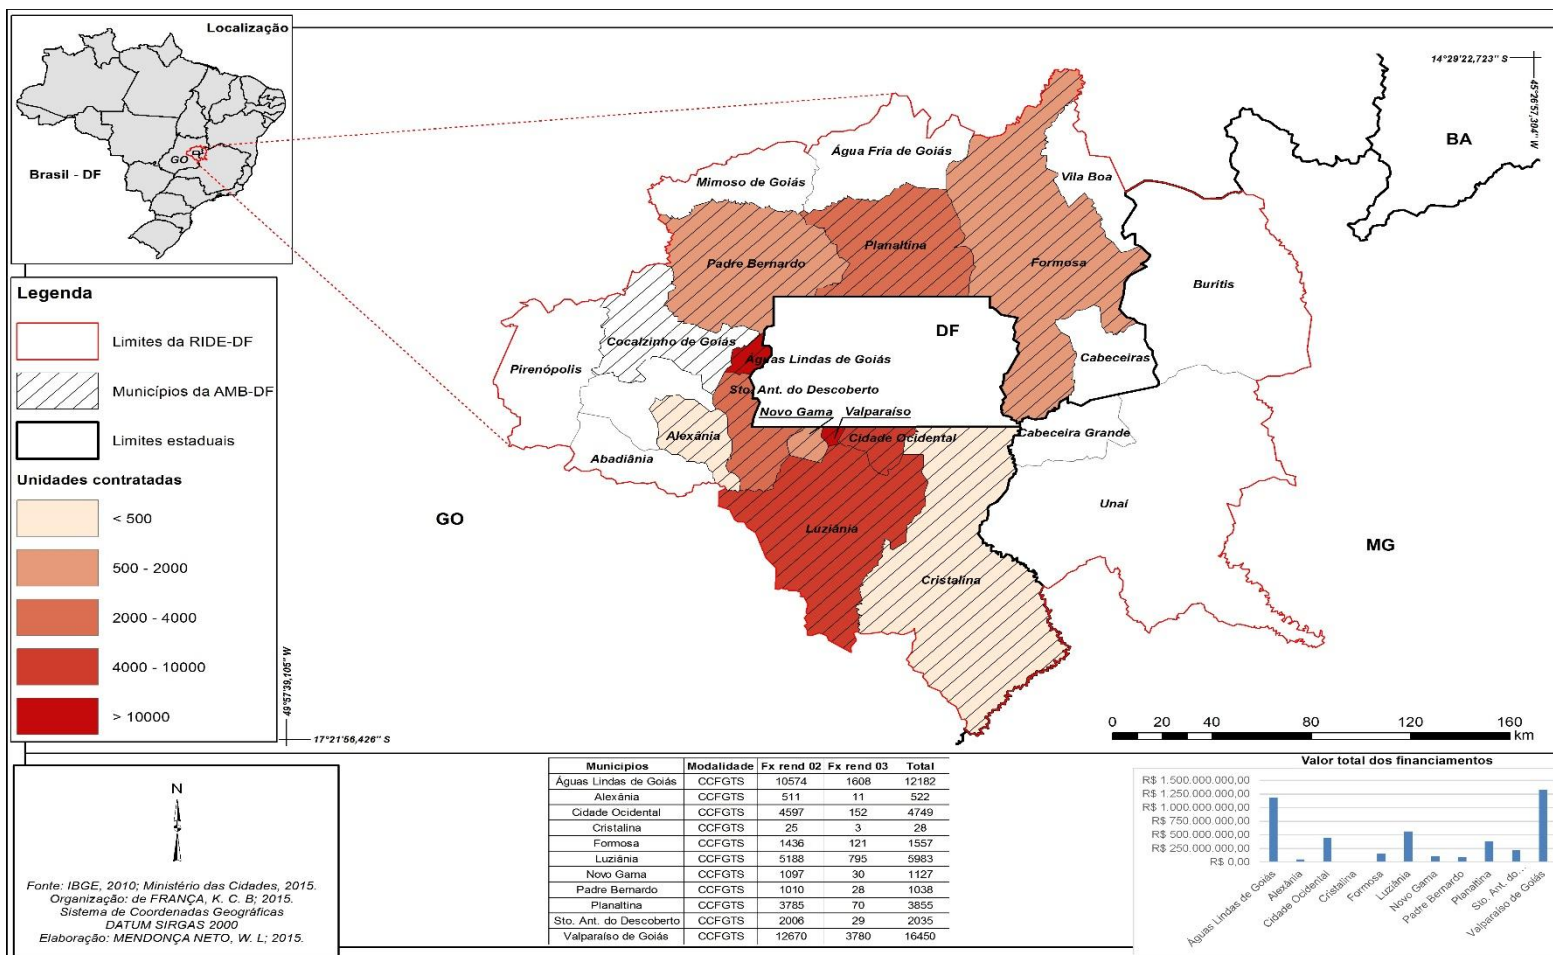 Localização
GO
Brasil - DF
Legenda
Limites da RIDE-DF
Municípios da AMB-DF
Limites estaduais
Unidades contratadas
< 500
500 - 2000
2000 - 4000
4000 - 10000
> 10000
14°29'22,723" S
45°26'57,304" W
BA
Água Fria de Goiás
Mimoso de Goiás
Vila Boa
Planaltina
Padre Bernardo
Formosa
Buritis
DF
Cocalzinho de Goiás
Águas Lindas de Goiás
Cabeceiras
Pirenópolis
Sto. Ant. do Descoberto
Novo Gama
Valparaíso
Alexânia
Cidade Ocidental
Cabeceira Grande
Abadiânia
Unaí
GO
Luziânia
MG
Cristalina
49°57'39,105" W
17°21'56,426" S
0 20 40 80 120 160
km
N
Fonte: IBGE, 2010; Ministério das Cidades, 2015.
Organização: de FRANÇA, K. C. B; 2015.
Sistema de Coordenadas Geográficas
DATUM SIRGAS 2000
Elaboração: MENDONÇA NETO, W. L; 2015.
Municípios Modalidade Fx rend 02 Fx rend 03 Total
Águas Lindas de Goiás CCFGTS 10574 1608 12182
Alexânia CCFGTS 511 11 522
Cidade Ocidental CCFGTS 4597 152 4749
Cristalina CCFGTS 25 3 28
Formosa CCFGTS 1436 121 1557
Luziânia CCFGTS 5188 795 5983
Novo Gama CCFGTS 1097 30 1127
Padre Bernardo CCFGTS 1010 28 1038
Planaltina CCFGTS 3785 70 3855
Sto. Ant. do Descoberto CCFGTS 2006 29 2035
Valparaíso de Goiás CCFGTS 12670 3780 16450
Valor total dos financiamentos
R$ 1.500.000.000,00
R$ 1.250.000.000,00
R$ 1.000.000.000,00
R$ 750.000.000,00
R$ 500.000.000,00
R$ 250.000.000,00
R$ 0,00
Águas Lindas de Goiás
Alexânia
Cidade Ocidental
Cristalina
Formosa
Luziânia
Novo Gama
Padre Bernardo
Planaltina
Sto. Ant. do...
Valparaíso de Goiás